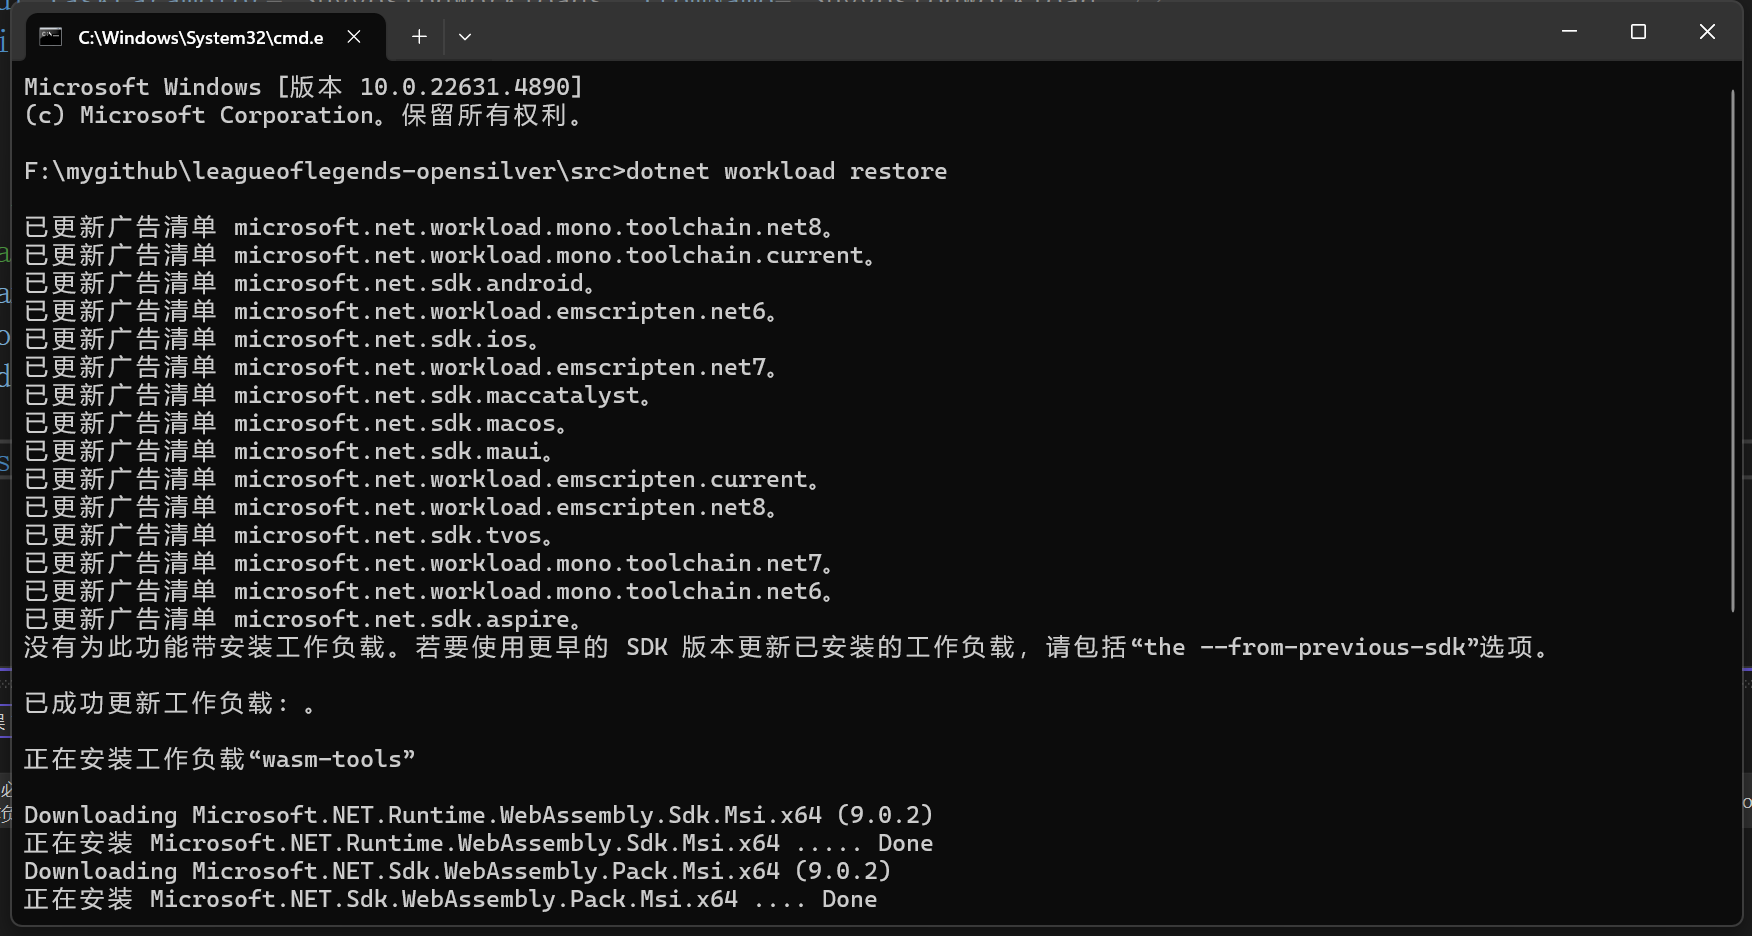 C:\Windows\System32\cmd.e
Microsoft Windows [版本 10.0.22631.4890]
(c) Microsoft Corporation。保留所有权利。
F:\mygithub\leagueoflegends-opensilver\src>dotnet workload restore
已更新广告清单 microsoft.net.workload.mono.toolchain.net8。
已更新广告清单 microsoft.net.workload.mono.toolchain.current。
已更新广告清单 microsoft.net.sdk.android。
已更新广告清单 microsoft.net.workload.emscripten.net6。
已更新广告清单 microsoft.net.sdk.ios。
已更新广告清单 microsoft.net.workload.emscripten.net7。
已更新广告清单 microsoft.net.sdk.maccatalyst。
已更新广告清单 microsoft.net.sdk.macos。
已更新广告清单 microsoft.net.sdk.maui。
已更新广告清单 microsoft.net.workload.emscripten.current。
已更新广告清单 microsoft.net.workload.emscripten.net8。
已更新广告清单 microsoft.net.sdk.tvos。
已更新广告清单 microsoft.net.workload.mono.toolchain.net7。
已更新广告清单 microsoft.net.workload.mono.toolchain.net6。
已更新广告清单 microsoft.net.sdk.aspire。
没有为此功能带安装工作负载。若要使用更早的 SDK 版本更新已安装的工作负载，请包括“the --from-previous-sdk”选项。
已成功更新工作负载: 。
正在安装工作负载“wasm-tools”
Downloading Microsoft.NET.Runtime.WebAssembly.Sdk.Msi.x64 (9.0.2)
正在安装 Microsoft.NET.Runtime.WebAssembly.Sdk.Msi.x64 ..... Done
Downloading Microsoft.NET.Sdk.WebAssembly.Pack.Msi.x64 (9.0.2)
正在安装 Microsoft.NET.Sdk.WebAssembly.Pack.Msi.x64 .... Done